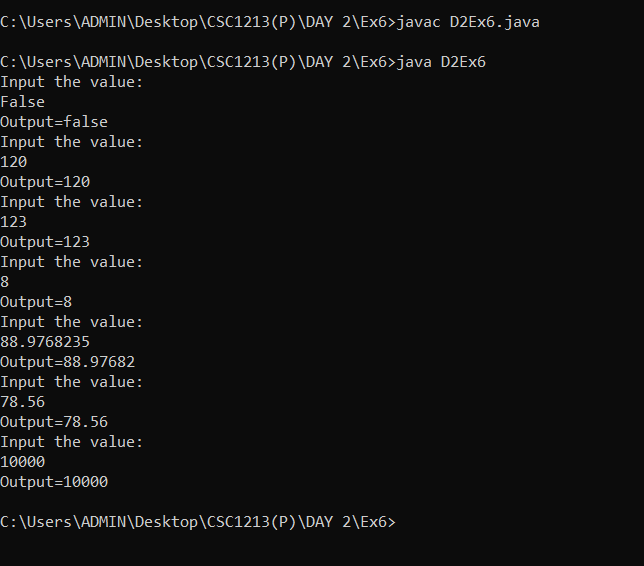 C:\Users\ADMIN\Desktop\CSC1213(P)\DAY 2\Ex6>javac D2Ex6.java
C:\Users\ADMIN\Desktop\CSC1213(P)\DAY 2\Ex6>java D2Ex6
Input the value:
False
Output=false
Input the value:
120
Output=120
Input the value:
123
Output=123
Input the value:
8
Output=8
Input the value:
88.9768235
Output=88.97682
Input the value:
78.56
Output=78.56
Input the value:
10000
Output=10000
C:\Users\ADMIN\Desktop\CSC1213(P)\DAY 2\Ex6>